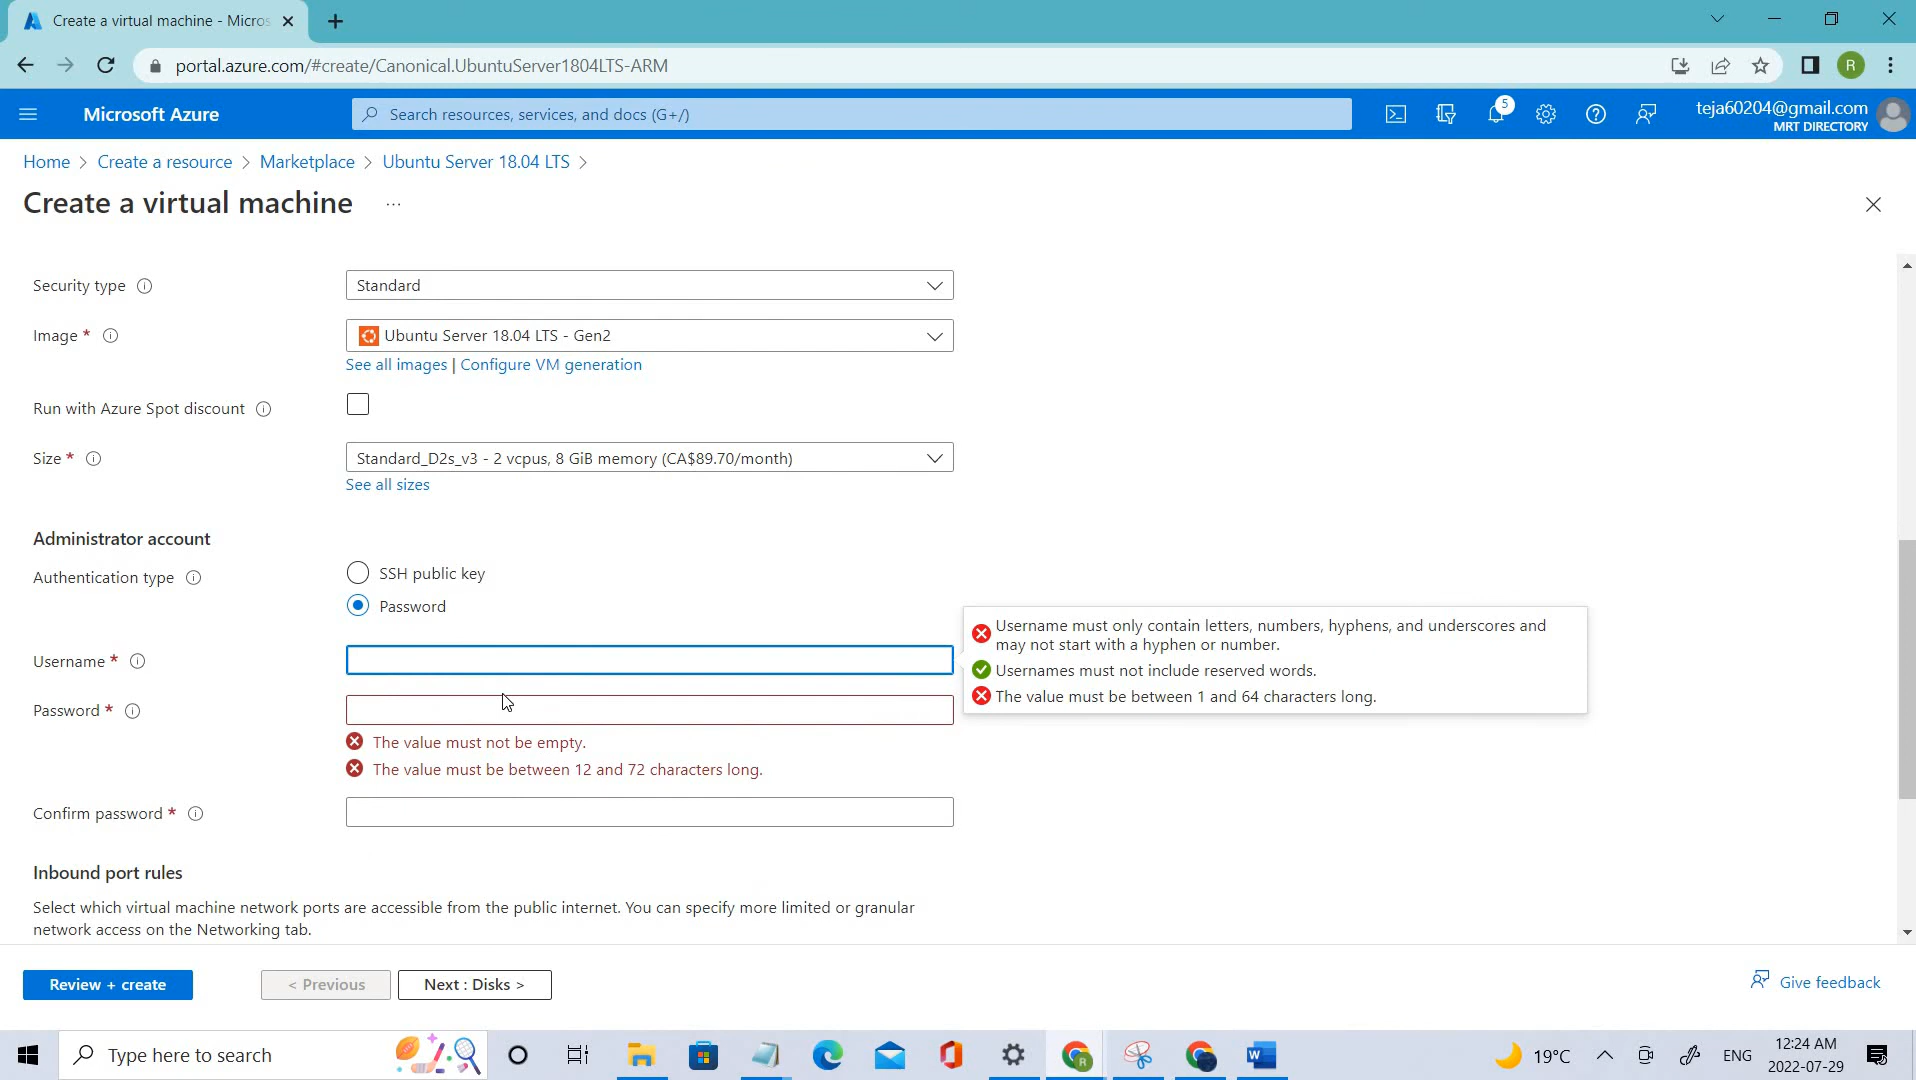 Create a virtual machine - Micros
portal.azure.com/#create/Canonical.UbuntuServer1804LTS-ARM
R
Microsoft Azure
Search resources, services, and docs (G+/)
5
teja60204@gmail.com
MRT DIRECTORY
Home > Create a resource > Marketplace > Ubuntu Server 18.04 LTS >
Create a virtual machine ...
Security type
Standard
Image *
Ubuntu Server 18.04 LTS - Gen2
See all images | Configure VM generation
Run with Azure Spot discount
Size *
Standard_D2s_v3 - 2 vcpus, 8 GiB memory (CA$89.70/month)
See all sizes
Administrator account
Authentication type
SSH public key
Password
Username *
Username must only contain letters, numbers, hyphens, and underscores and
may not start with a hyphen or number.
Usernames must not include reserved words.
The value must be between 1 and 64 characters long.
Password *
The value must not be empty.
The value must be between 12 and 72 characters long.
Confirm password *
Inbound port rules
Select which virtual machine network ports are accessible from the public internet. You can specify more limited or granular
network access on the Networking tab.
Review + create
< Previous
Next : Disks >
Give feedback
Type here to search
19°C
ENG
12:24 AM
2022-07-29